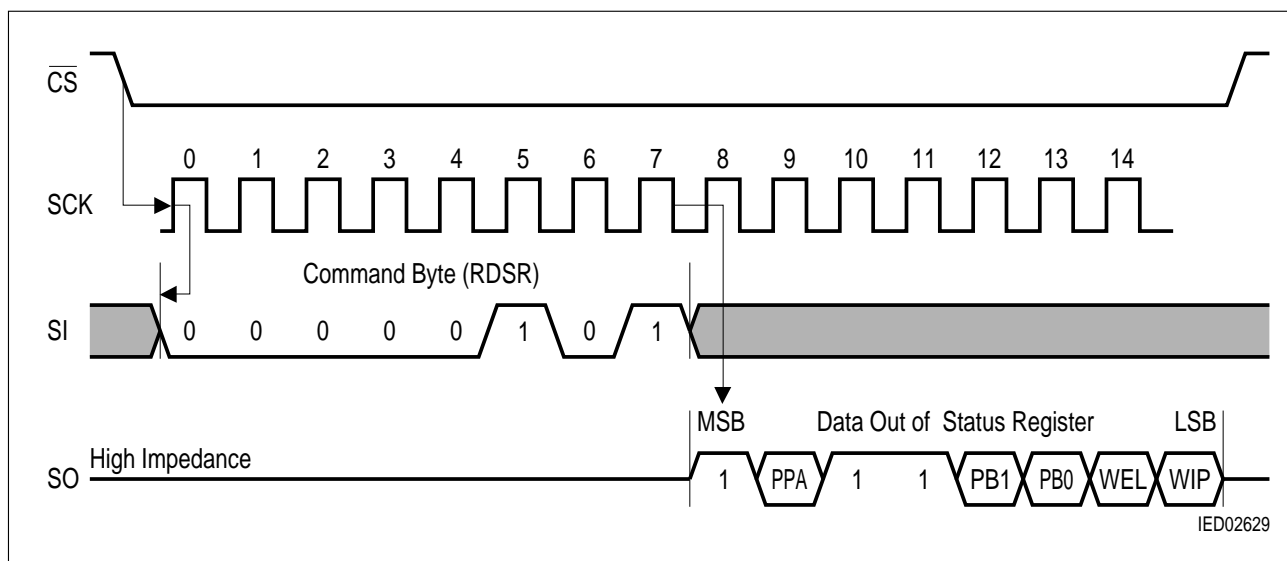 CS
0 1 2 3 4 5 6 7 8 9 10 11 12 13 14
SCK
Command Byte (RDSR)
SI 0 0 0 0 0 1 0 1
MSB Data Out of Status Register LSB
High Impedance
SO 1 PPA 1 1 PB1 PB0 WEL WIP
IED02629